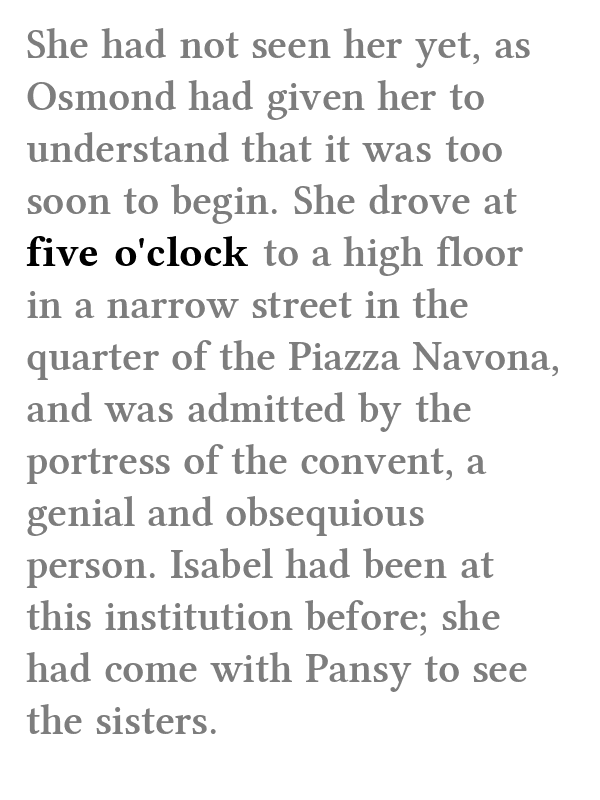 She had not seen her yet, as
Osmond had given her to
understand that it was too
soon to begin. She drove at
five o'clock to a high floor
in a narrow street in the
quarter of the Piazza Navona,
and was admitted by the
portress of the convent, a
genial and obsequious
person. Isabel had been at
this institution before; she
had come with Pansy to see
the sisters.